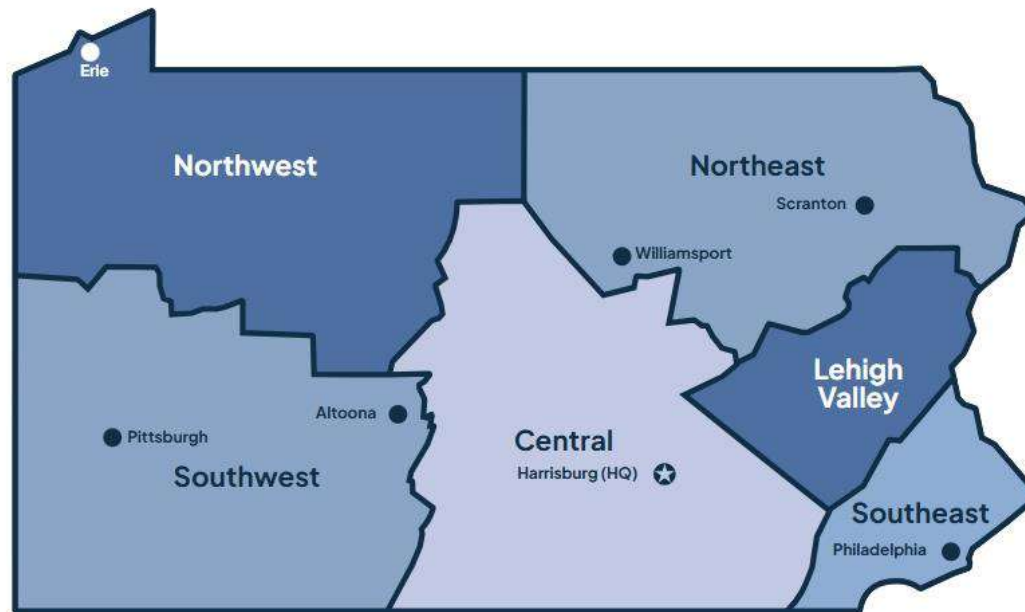 Erie
Northwest
Northeast
Scranton
Williamsport
Lehigh
Valley
Altoona
Pittsburgh
Central
Southwest
Harrisburg (HQ)
Southeast
Philadelphia